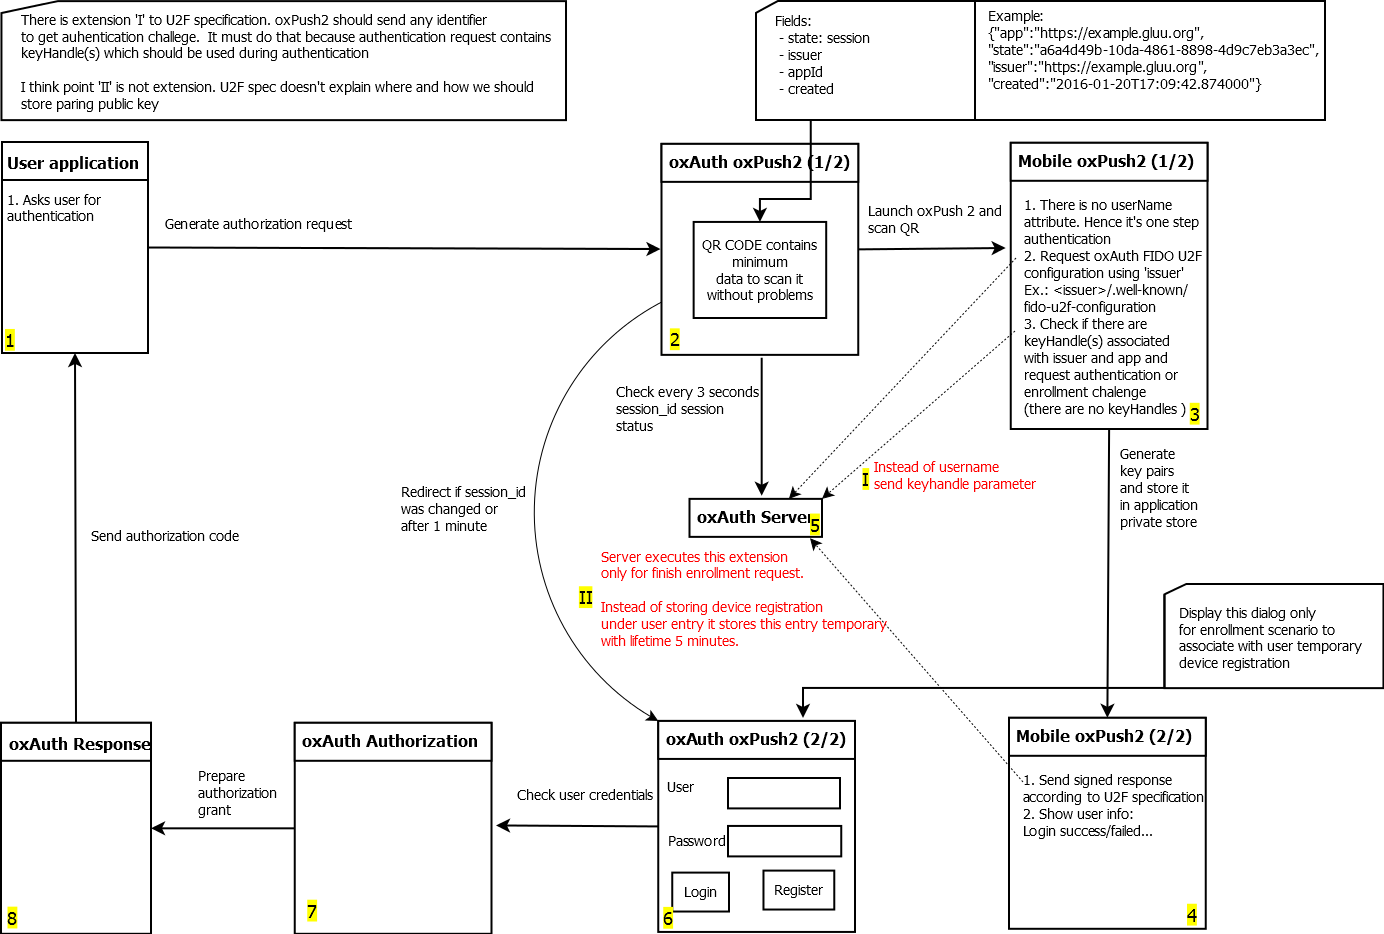 There is extension 'I' to U2F specification. oxPush2 should send any identifier
to get auhentication challege.  It must do that because authentication request contains
keyHandle(s) which should be used during authentication
I think point 'II' is not extension. U2F spec doesn't explain where and how we should
store paring public key
Fields:
- state: session
- issuer
- appId
- created
Example:
{"app":"https://example.gluu.org",
"state":"a6a4d49b-10da-4861-8898-4d9c7eb3a3ec",
"issuer":"https://example.gluu.org",
"created":"2016-01-20T17:09:42.874000"}
User application
1. Asks user for
authentication
1
Generate authorization request
oxAuth oxPush2 (1/2)
QR CODE contains
minimum
data to scan it
without problems
2
Launch oxPush 2 and
scan QR
Mobile oxPush2 (1/2)
1. There is no userName
attribute. Hence it's one step
authentication
2. Request oxAuth FIDO U2F
configuration using 'issuer'
Ex.: <issuer>/.well-known/
fido-u2f-configuration
3. Check if there are
keyHandle(s) associated
with issuer and app and
request authentication or
enrollment chalenge
(there are no keyHandles )
3
Check every 3 seconds
session_id session
status
Redirect if session_id
was changed or
after 1 minute
I
Instead of username
send keyhandle parameter
Generate
key pairs
and store it
in application
private store
oxAuth Server
5
Send authorization code
II
Server executes this extension
only for finish enrollment request.
Instead of storing device registration
under user entry it stores this entry temporary
with lifetime 5 minutes.
Display this dialog only
for enrollment scenario to
associate with user temporary
device registration
oxAuth Response
8
Prepare
authorization
grant
oxAuth Authorization
7
Check user credentials
oxAuth oxPush2 (2/2)
User
Password
Login
Register
6
Mobile oxPush2 (2/2)
1. Send signed response
according to U2F specification
2. Show user info:
Login success/failed...
4